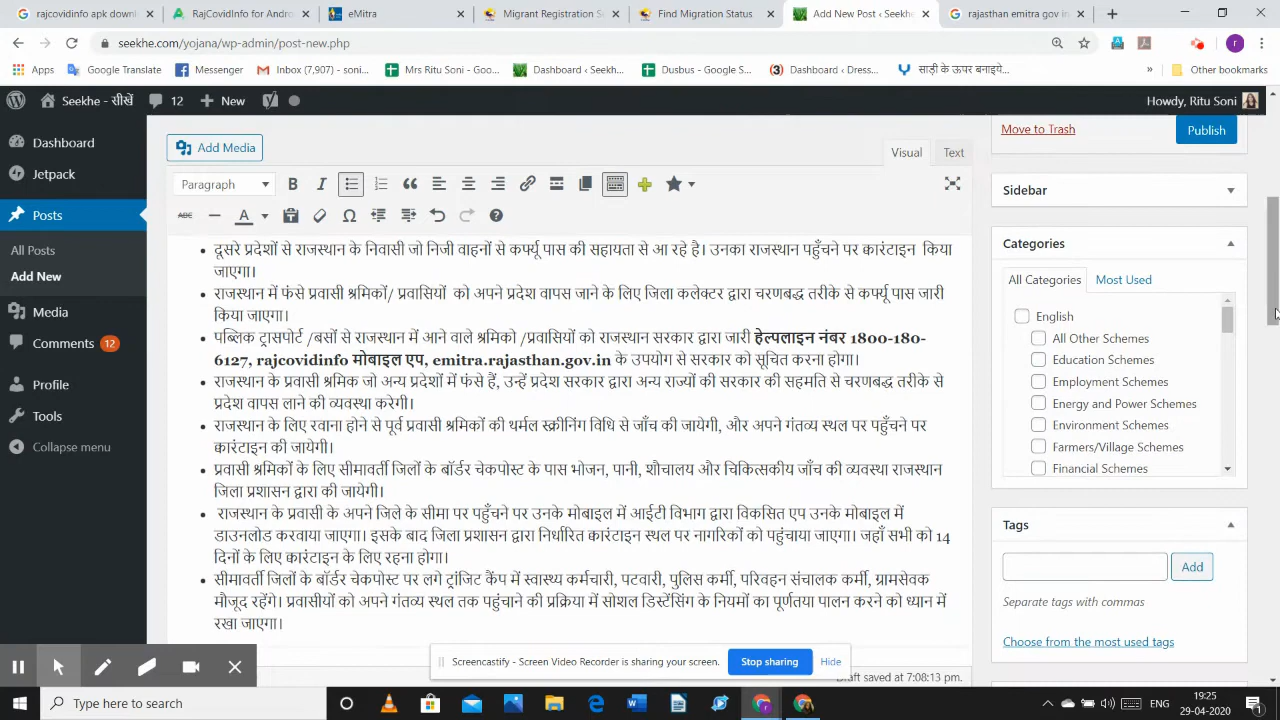 rajcovidinfo "cat" downl
RajCovidInfo for Android
eMitra
Migrant Registration S
Find Migration Status
Add New Post ‹ Seekhe
rajasthan emitra gov in
seekhe.com/yojana/wp-admin/post-new.php
Apps
Google Translate
Messenger
Inbox (7,907) - soni...
Mrs Ritu Soni - Goo...
Dashboard ‹ Seekh...
Dusbus - Google S...
Dashboard ‹ Dress...
साड़ी के ऊपर बनाइये...
»
Other bookmarks
Seekhe - सीखें
12
New
Howdy, Ritu Soni
Dashboard
Jetpack
Posts
All Posts
Add New
Media
Comments 12
Profile
Tools
Collapse menu
Add Media
Visual
Text
Paragraph
B I
ABC
A
दूसरे प्रदेशों से राजस्थान के निवासी जो निजी वाहनों से कर्फ्यू पास की सहायता से आ रहे है। उनका राजस्थान पहुँचने पर क्वारंटाइन किया
जाएगा।
राजस्थान में फंसे प्रवासी श्रमिकों/ प्रवासियों को अपने प्रदेश वापस जाने के लिए जिला कलेक्टर द्वारा चरणबद्ध तरीके से कर्फ्यू पास जारी
किया जाएगा।
पब्लिक ट्रासपोर्ट /बसों से राजस्थान में आने वाले श्रमिको /प्रवासियों को राजस्थान सरकार द्वारा जारी हेल्पलाइन नंबर 1800-180-
6127, rajcovidinfo मोबाइल एप, emitra.rajasthan.gov.in के उपयोग से सरकार को सूचित करना होगा।
राजस्थान के प्रवासी श्रमिक जो अन्य प्रदेशों में फंसे हैं, उन्हें प्रदेश सरकार द्वारा अन्य राज्यों की सरकार की सहमति से चरणबद्ध तरीके से
प्रदेश वापस लाने की व्यवस्था करेगी।
राजस्थान के लिए रवाना होने से पूर्व प्रवासी श्रमिकों की थर्मल स्क्रीनिंग विधि से जाँच की जायेगी, और अपने गंतव्य स्थल पर पहुँचने पर
क्वारंटाइन की जायेगी।
प्रवासी श्रमिकों के लिए सीमावर्ती जिलों के बॉर्डर चेकपोस्ट के पास भोजन, पानी, शौचालय और चिकित्सकीय जाँच की व्यवस्था राजस्थान
जिला प्रशासन द्वारा की जायेगी।
राजस्थान के प्रवासी के अपने जिले के सीमा पर पहुँचने पर उनके मोबाइल में आईटी विभाग द्वारा विकसित एप उनके मोबाइल में
डाउनलोड करवाया जाएगा। इसके बाद जिला प्रशासन द्वारा निर्धारित क्वारंटाइन स्थल पर नागरिकों को पहुंचाया जाएगा। जहाँ सभी को 14
दिनों के लिए क्वारंटाइन के लिए रहना होगा।
सीमावर्ती जिलों के बॉर्डर चेकपोस्ट पर लगे ट्रांजिट कैंप में स्वास्थ्य कर्मचारी, पटवारी, पुलिस कर्मी, परिवहन संचालक कर्मी, ग्रामसेवक
मौजूद रहेंगे। प्रवासीयों को अपने गंतव्य स्थल तक पहुंचाने की प्रक्रिया में सोशल डिस्टेंसिंग के नियमों का पूर्णतया पालन करने को ध्यान में
रखा जाएगा।
Draft saved at 7:08:13 pm.
Move to Trash
Publish
Sidebar
Categories
All Categories
Most Used
English
All Other Schemes
Education Schemes
Employment Schemes
Energy and Power Schemes
Environment Schemes
Farmers/Village Schemes
Financial Schemes
Tags
Add
Separate tags with commas
Choose from the most used tags
Screencastify - Screen Video Recorder is sharing your screen.
Stop sharing
Hide
Type here to search
ENG
19:25
29-04-2020